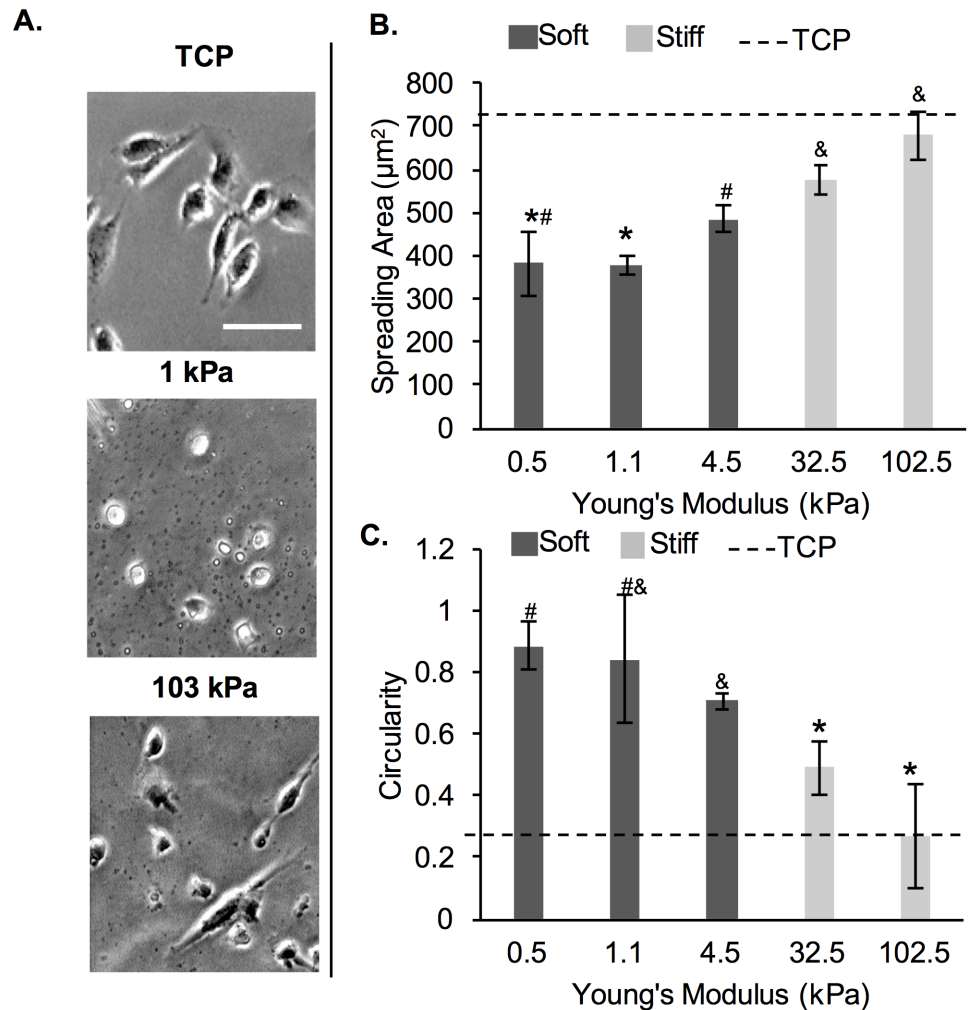 A.
TCP
1 kPa
103 kPa
B.
Soft Stiff TCP
Spreading Area (µm²)
800
700
600
500
400
300
200
100
0
*#
*
#
&
&
0.5 1.1 4.5 32.5 102.5
Young's Modulus (kPa)
C.
Soft Stiff TCP
Circularity
1.2
1
0.8
0.6
0.4
0.2
0
#
#&
&
*
*
0.5 1.1 4.5 32.5 102.5
Young's Modulus (kPa)